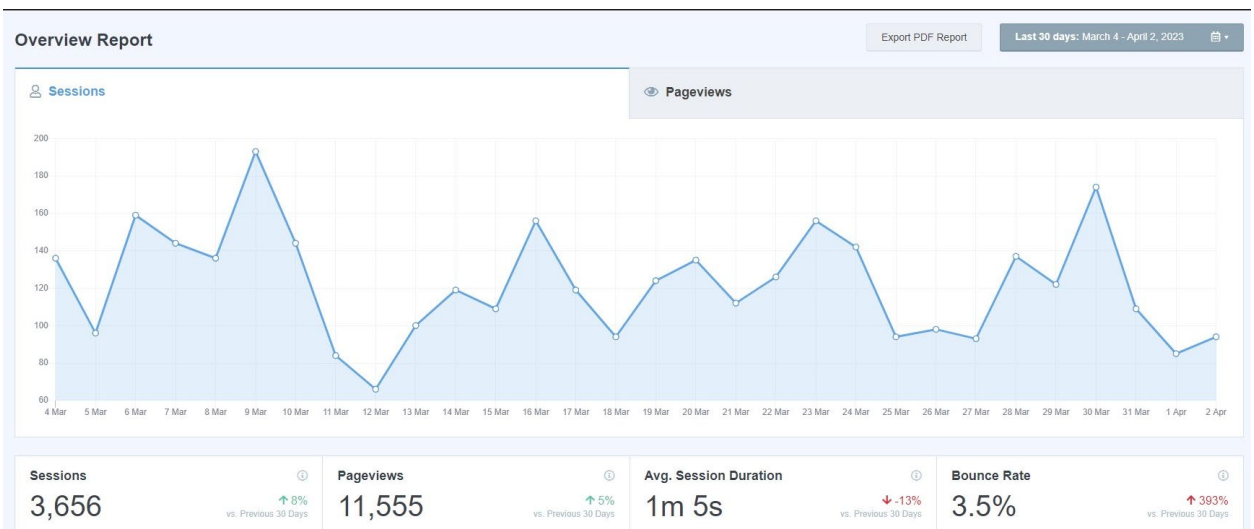 Overview Report
Export PDF Report
Last 30 days: March 4 - April 2, 2023
Sessions
Pageviews
200
180
160
140
120
100
80
60
4 Mar 5 Mar 6 Mar 7 Mar 8 Mar 9 Mar 10 Mar 11 Mar 12 Mar 13 Mar 14 Mar 15 Mar 16 Mar 17 Mar 18 Mar 19 Mar 20 Mar 21 Mar 22 Mar 23 Mar 24 Mar 25 Mar 26 Mar 27 Mar 28 Mar 29 Mar 30 Mar 31 Mar 1 Apr 2 Apr
Sessions
3,656
8%
vs. Previous 30 Days
Pageviews
11,555
5%
vs. Previous 30 Days
Avg. Session Duration
1m 5s
-13%
vs. Previous 30 Days
Bounce Rate
3.5%
393%
vs. Previous 30 Days